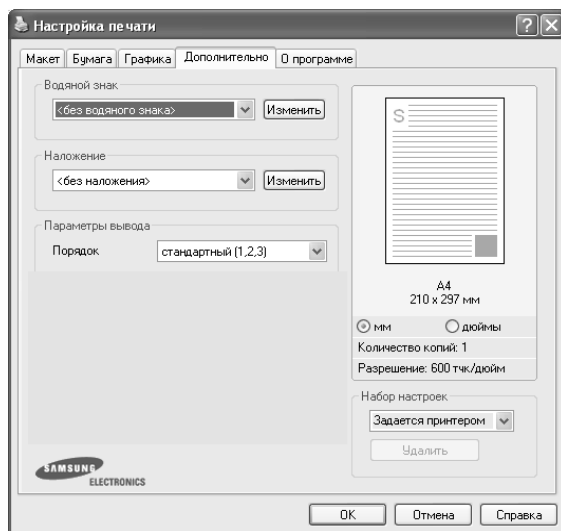 Настройка печати
Макет Бумага Графика Дополнительно О программе
Водяной знак
<без водяного знака> Изменить
Наложение
<без наложения> Изменить
Параметры вывода
Порядок стандартный (1,2,3)
S
A4
210 x 297 мм
мм дюймы
Количество копий: 1
Разрешение: 600 тчк/дюйм
Набор настроек
Задается принтером
Удалить
SAMSUNG
ELECTRONICS
OK Отмена Справка